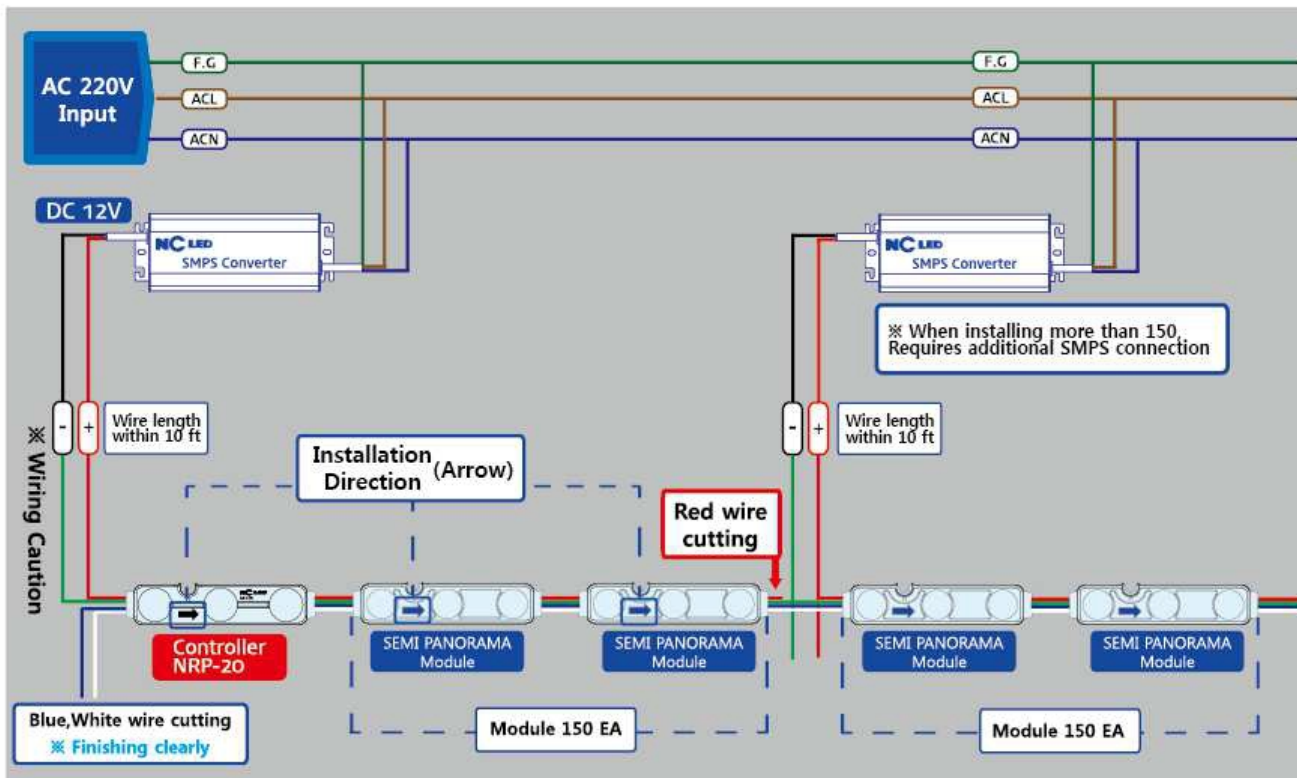 AC 220V
Input
F.G
F.G
ACL
ACL
ACN
ACN
DC 12V
NC LED
SMPS Converter
NC LED
SMPS Converter
※ When installing more than 150,
Requires additional SMPS connection
※ Wiring Caution
-
+
Wire length
within 10 ft
-
+
Wire length
within 10 ft
Installation
Direction
(Arrow)
Red wire
cutting
Controller
NRP-20
SEMI PANORAMA
Module
SEMI PANORAMA
Module
SEMI PANORAMA
Module
SEMI PANORAMA
Module
Blue,White wire cutting
※ Finishing clearly
Module 150 EA
Module 150 EA